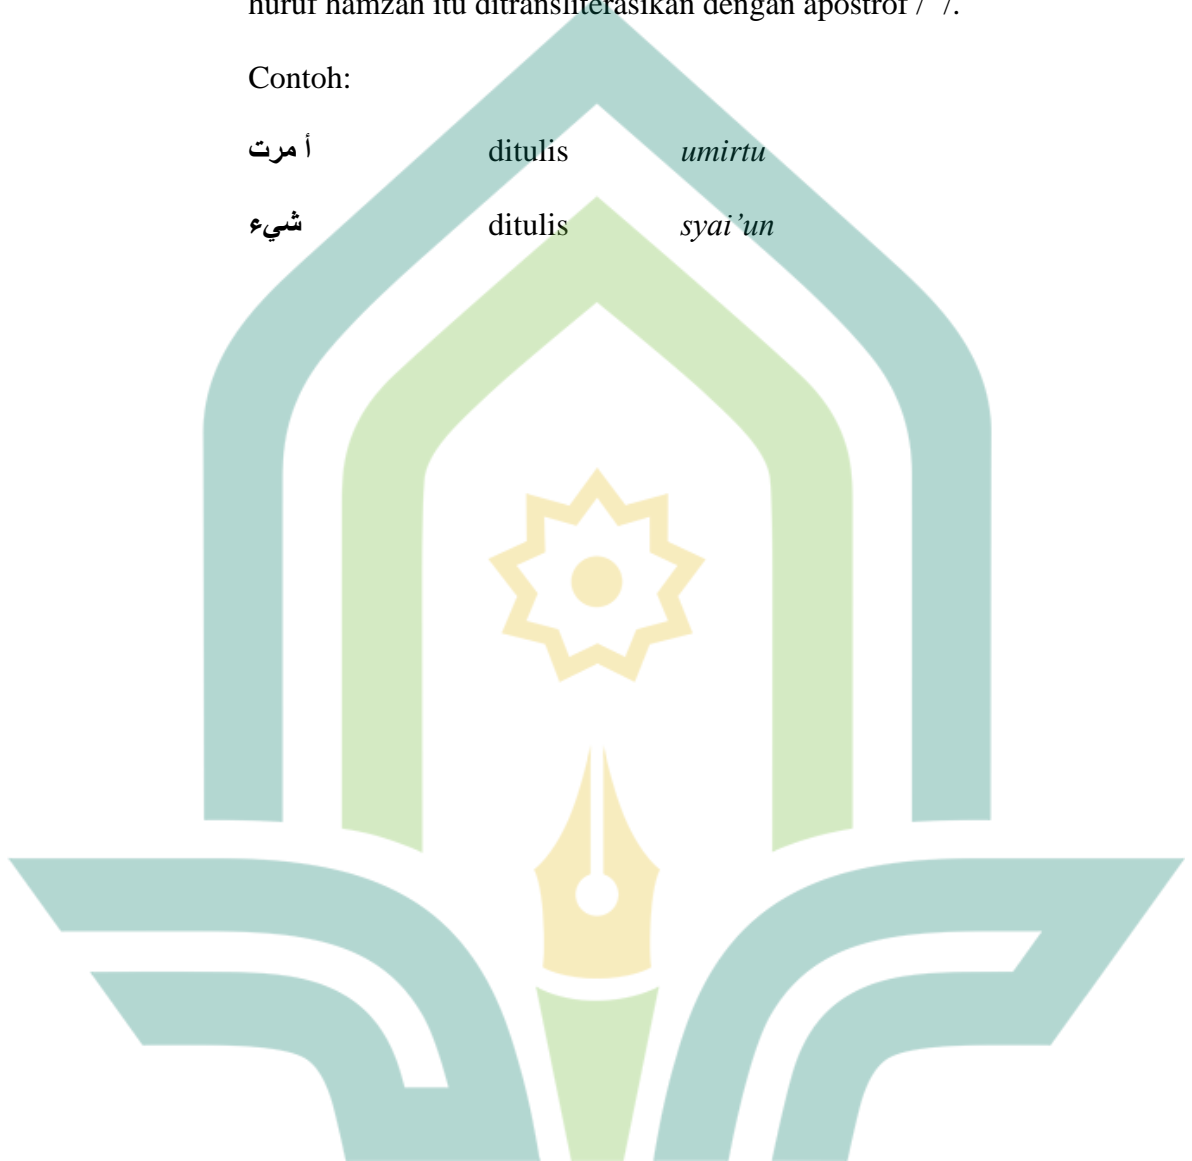 huruf hamzah itu ditransliterasikan dengan apostrof / /.
Contoh:
أ مرت ditulis umirtu
شيء ditulis syai’un